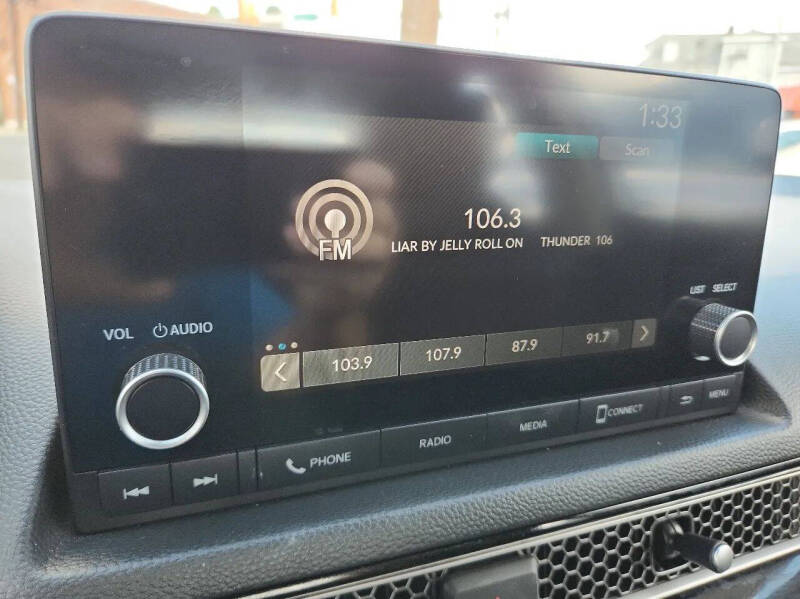 1:33
Text Scan
106.3
FM
LIAR BY JELLY ROLL ON THUNDER 106
LIST SELECT
VOL AUDIO
103.9 107.9 87.9 91.7
PHONE RADIO MEDIA CONNECT MENU